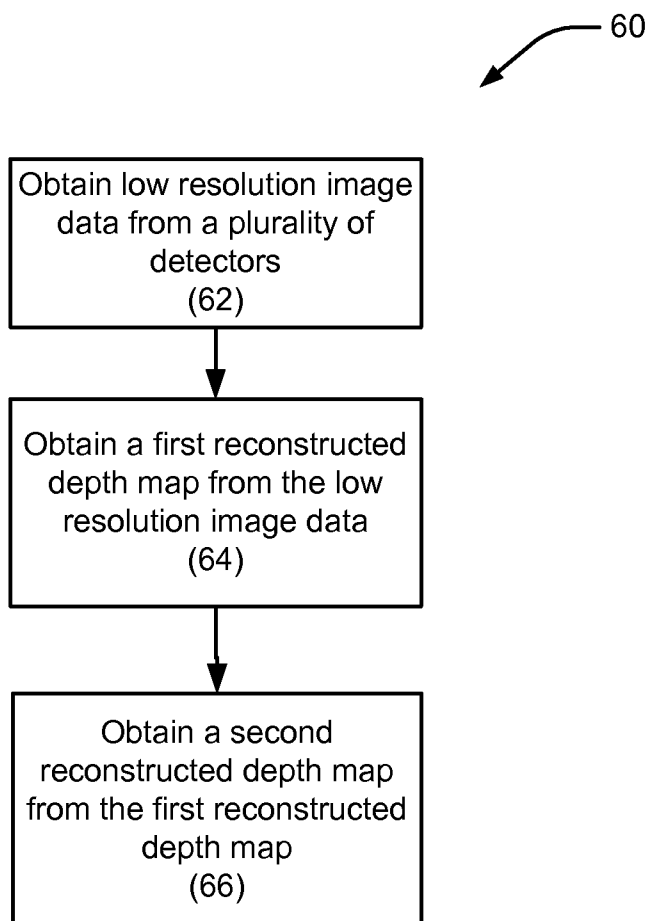 60
Obtain low resolution image
data from a plurality of
detectors
(62)
Obtain a first reconstructed
depth map from the low
resolution image data
(64)
Obtain a second
reconstructed depth map
from the first reconstructed
depth map
(66)